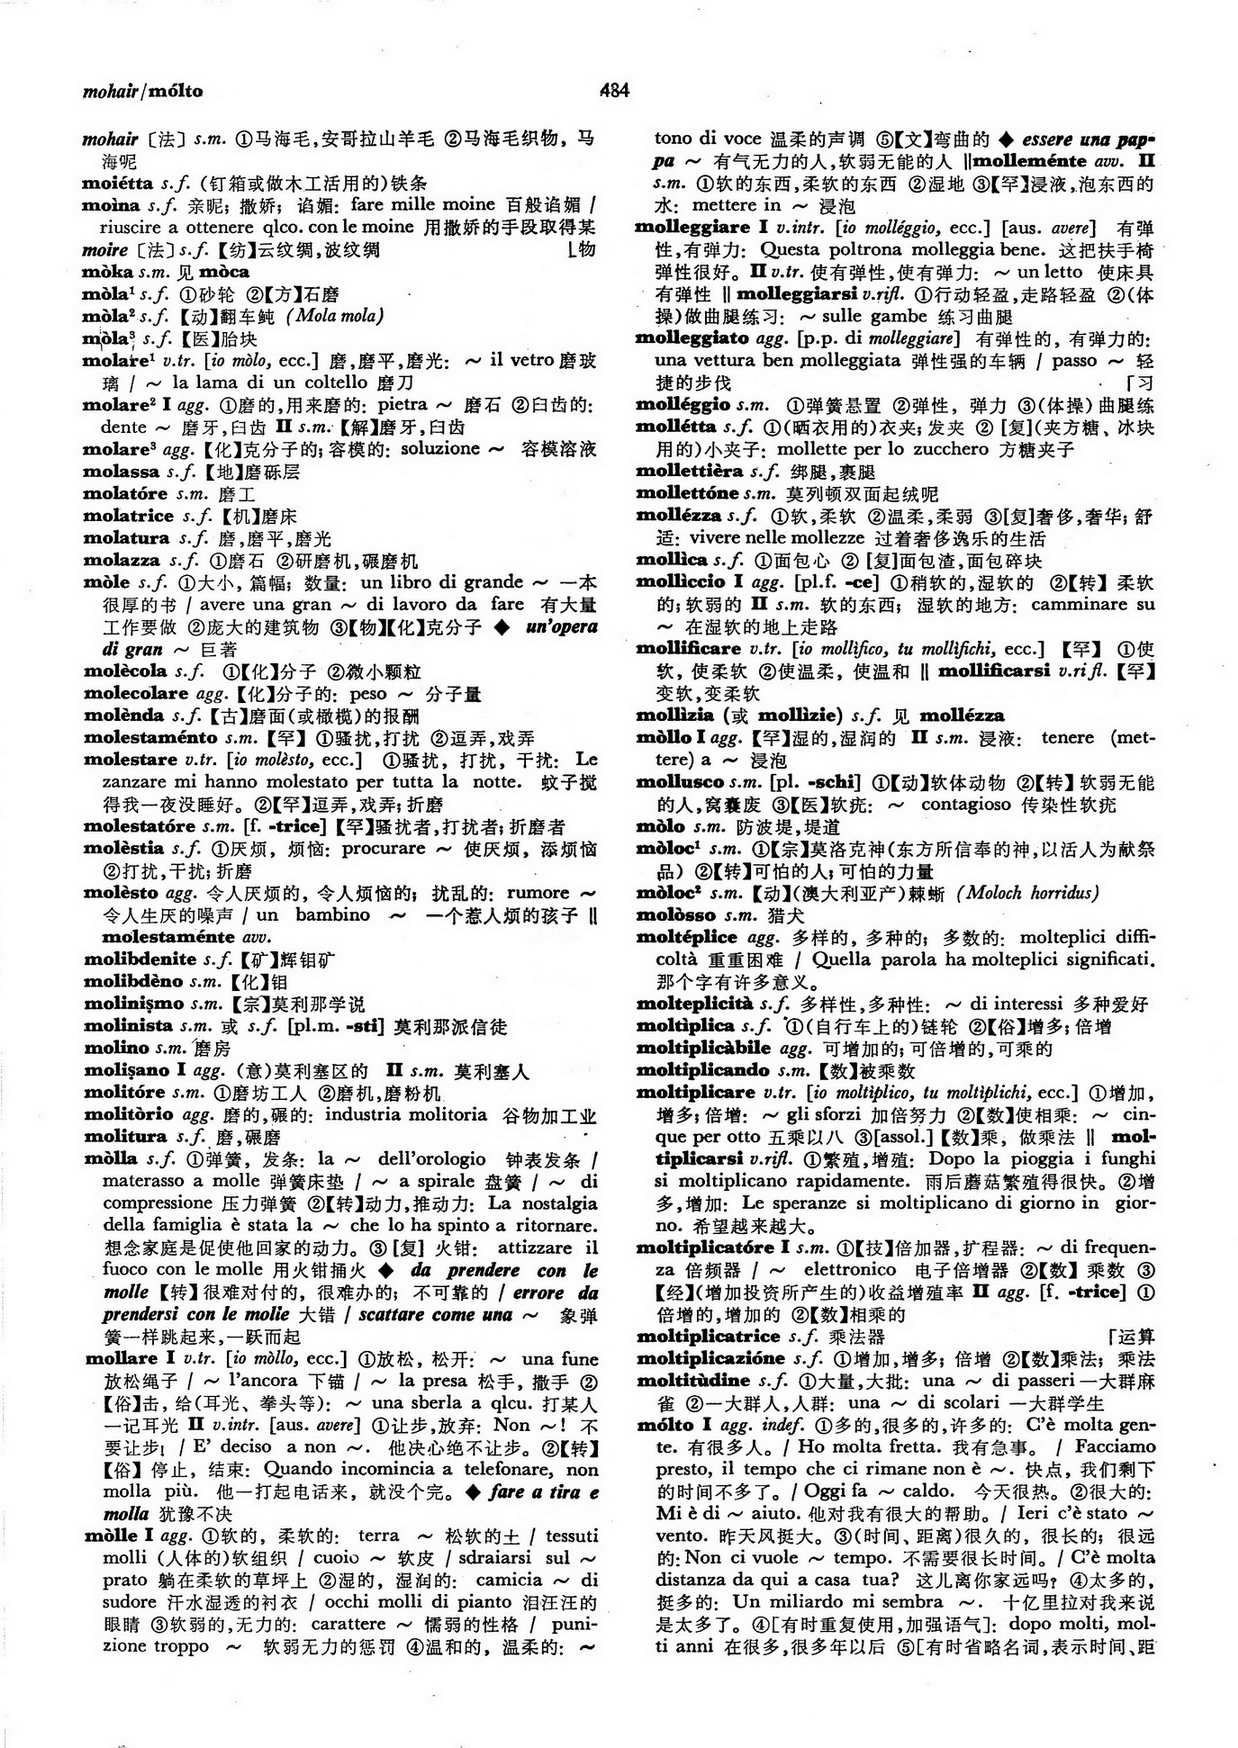 mohair/mólto
484
mohair〔法〕s.m. ①马海毛,安哥拉山羊毛 ②马海毛织物, 马
海呢
moiétta s.f. (钉箱或做木工活用的)铁条
moìna s.f. 亲昵; 撒娇; 谄媚: fare mille moine 百般谄媚 /
riuscire a ottenere qlco. con le moine 用撒娇的手段取得某
moire〔法〕s.f.【纺】云纹绸,波纹绸 ⌊物
mòka s.m. 见 mòca
mòla¹ s.f. ①砂轮 ②【方】石磨
mòla² s.f.【动】翻车鲀 (Mola mola)
mòla³ s.f.【医】胎块
molare¹ v.tr. [io mòlo, ecc.] 磨,磨平,磨光: ~ il vetro 磨玻
璃 / ~ la lama di un coltello 磨刀
molare² I agg. ①磨的,用来磨的: pietra ~ 磨石 ②臼齿的:
dente ~ 磨牙,臼齿 II s.m.【解】磨牙,臼齿
molare³ agg.【化】克分子的; 容模的: soluzione ~ 容模溶液
molassa s.f.【地】磨砾层
molatóre s.m. 磨工
molatrice s.f.【机】磨床
molatura s.f. 磨,磨平,磨光
molazza s.f. ①磨石 ②研磨机,碾磨机
mòle s.f. ①大小, 篇幅; 数量: un libro di grande ~ 一本
很厚的书 / avere una gran ~ di lavoro da fare 有大量
工作要做 ②庞大的建筑物 ③【物】【化】克分子 ◆ un'opera
di gran ~ 巨著
molècola s.f. ①【化】分子 ②微小颗粒
molecolare agg.【化】分子的: peso ~ 分子量
molènda s.f.【古】磨面(或橄榄)的报酬
molestaménto s.m.【罕】①骚扰,打扰 ②逗弄,戏弄
molestare v.tr. [io molèsto, ecc.] ①骚扰, 打扰, 干扰: Le
zanzare mi hanno molestato per tutta la notte. 蚊子搅
得我一夜没睡好。②【罕】逗弄,戏弄; 折磨
molestatóre s.m. [f. -trice]【罕】骚扰者,打扰者; 折磨者
molèstia s.f. ①厌烦, 烦恼: procurare ~ 使厌烦, 添烦恼
②打扰,干扰; 折磨
molèsto agg. 令人厌烦的, 令人烦恼的; 扰乱的: rumore ~
令人生厌的噪声 / un bambino ~ 一个惹人烦的孩子 ‖
molestaménte avv.
molibdenite s.f.【矿】辉钼矿
molibdèno s.m.【化】钼
molinişmo s.m.【宗】莫利那学说
molinista s.m. 或 s.f. [pl.m. -sti] 莫利那派信徒
molino s.m. 磨房
molişano I agg. (意)莫利塞区的 II s.m. 莫利塞人
molitóre s.m. ①磨坊工人 ②磨机,磨粉机
molitòrio agg. 磨的,碾的: industria molitoria 谷物加工业
molitura s.f. 磨,碾磨
mòlla s.f. ①弹簧, 发条: la ~ dell'orologio 钟表发条 /
materasso a molle 弹簧床垫 / ~ a spirale 盘簧 / ~ di
compressione 压力弹簧 ②【转】动力,推动力: La nostalgia
della famiglia è stata la ~ che lo ha spinto a ritornare.
想念家庭是促使他回家的动力。③ [复] 火钳: attizzare il
fuoco con le molle 用火钳捅火 ◆ da prendere con le
molle【转】很难对付的, 很难办的; 不可靠的 / errore da
prendersi con le molie 大错 / scattare come una ~ 象弹
簧一样跳起来,一跃而起
mollare I v.tr. [io mòllo, ecc.] ①放松, 松开: ~ una fune
放松绳子 / ~ l'ancora 下锚 / ~ la presa 松手, 撒手 ②
【俗】击, 给(耳光、拳头等): ~ una sberla a qlcu. 打某人
一记耳光 II v.intr. [aus. avere] ①让步,放弃: Non ~! 不
要让步! / E' deciso a non ~. 他决心绝不让步。②【转】
【俗】停止, 结束: Quando incomincia a telefonare, non
molla più. 他一打起电话来, 就没个完。◆ fare a tira e
molla 犹豫不决
mòlle I agg. ①软的, 柔软的: terra ~ 松软的土 / tessuti
molli (人体的)软组织 / cuoio ~ 软皮 / sdraiarsi sul ~
prato 躺在柔软的草坪上 ②湿的, 湿润的: camicia ~ di
sudore 汗水湿透的衬衣 / occhi molli di pianto 泪汪汪的
眼睛 ③软弱的,无力的: carattere ~ 懦弱的性格 / puni-
zione troppo ~ 软弱无力的惩罚 ④温和的, 温柔的: ~
tono di voce 温柔的声调 ⑤【文】弯曲的 ◆ essere una pap-
pa ~ 有气无力的人,软弱无能的人 ‖molleménte avv. II
s.m. ①软的东西,柔软的东西 ②湿地 ③【罕】浸液,泡东西的
水: mettere in ~ 浸泡
molleggiare I v.intr. [io molléggio, ecc.] [aus. avere] 有弹
性,有弹力: Questa poltrona molleggia bene. 这把扶手椅
弹性很好。II v.tr. 使有弹性,使有弹力: ~ un letto 使床具
有弹性 ‖ molleggiarsi v.rifl. ①行动轻盈,走路轻盈 ②(体
操)做曲腿练习: ~ sulle gambe 练习曲腿
molleggiato agg. [p.p. di molleggiare] 有弹性的, 有弹力的:
una vettura ben molleggiata 弹性强的车辆 / passo ~ 轻
捷的步伐 ⌈习
molléggio s.m. ①弹簧悬置 ②弹性, 弹力 ③(体操)曲腿练
mollétta s.f. ①(晒衣用的)衣夹; 发夹 ② [复](夹方糖、冰块
用的)小夹子: mollette per lo zucchero 方糖夹子
mollettièra s.f. 绑腿,裹腿
mollettóne s.m. 莫列顿双面起绒呢
mollézza s.f. ①软,柔软 ②温柔,柔弱 ③[复]奢侈,奢华; 舒
适: vivere nelle mollezze 过着奢侈逸乐的生活
mollìca s.f. ①面包心 ② [复]面包渣,面包碎块
mollìccio I agg. [pl.f. -ce] ①稍软的,湿软的 ②【转】柔软
的; 软弱的 II s.m. 软的东西; 湿软的地方: camminare su
~ 在湿软的地上走路
mollificare v.tr. [io mollìfico, tu mollìfichi, ecc.]【罕】①使
软, 使柔软 ②使温柔, 使温和 ‖ mollificarsi v.rifl.【罕】
变软,变柔软
mollìzia (或 mollìzie) s.f. 见 mollézza
mòllo I agg.【罕】湿的,湿润的 II s.m. 浸液: tenere (met-
tere) a ~ 浸泡
mollusco s.m. [pl. -schi] ①【动】软体动物 ②【转】软弱无能
的人,窝囊废 ③【医】软疣: ~ contagioso 传染性软疣
mòlo s.m. 防波堤,堤道
mòloc¹ s.m. ①【宗】莫洛克神(东方所信奉的神,以活人为献祭
品) ②【转】可怕的人; 可怕的力量
mòloc² s.m.【动】(澳大利亚产)棘蜥 (Moloch horridus)
molòsso s.m. 猎犬
moltéplice agg. 多样的, 多种的; 多数的: molteplici diffi-
coltà 重重困难 / Quella parola ha molteplici significati.
那个字有许多意义。
molteplicità s.f. 多样性,多种性: ~ di interessi 多种爱好
moltìplica s.f. ①(自行车上的)链轮 ②【俗】增多; 倍增
moltiplicàbile agg. 可增加的; 可倍增的,可乘的
moltiplicando s.m.【数】被乘数
moltiplicare v.tr. [io moltìplico, tu moltìplichi, ecc.] ①增加,
增多; 倍增: ~ gli sforzi 加倍努力 ②【数】使相乘: ~ cin-
que per otto 五乘以八 ③[assol.]【数】乘, 做乘法 ‖ mol-
tiplicarsi v.rifl. ①繁殖,增殖: Dopo la pioggia i funghi
si moltiplicano rapidamente. 雨后蘑菇繁殖得很快。②增
多,增加: Le speranze si moltiplicano di giorno in gior-
no. 希望越来越大。
moltiplicatóre I s.m. ①【技】倍加器,扩程器: ~ di frequen-
za 倍频器 / ~ elettronico 电子倍增器 ②【数】乘数 ③
【经】(增加投资所产生的)收益增殖率 II agg. [f. -trice] ①
倍增的,增加的 ②【数】相乘的
moltiplicatrice s.f. 乘法器 ⌈运算
moltiplicazióne s.f. ①增加,增多; 倍增 ②【数】乘法; 乘法
moltitùdine s.f. ①大量,大批: una ~ di passeri 一大群麻
雀 ②一大群人,人群: una ~ di scolari 一大群学生
mólto I agg. indef. ①多的,很多的,许多的: C'è molta gen-
te. 有很多人。/ Ho molta fretta. 我有急事。 / Facciamo
presto, il tempo che ci rimane non è ~. 快点, 我们剩下
的时间不多了。/ Oggi fa ~ caldo. 今天很热。②很大的:
Mi è di ~ aiuto. 他对我有很大的帮助。/ Ieri c'è stato ~
vento. 昨天风挺大。③(时间、距离)很久的, 很长的; 很远
的: Non ci vuole ~ tempo. 不需要很长时间。/ C'è molta
distanza da qui a casa tua? 这儿离你家远吗? ④太多的,
挺多的: Un miliardo mi sembra ~. 十亿里拉对我来说
是太多了。④[有时重复使用,加强语气]: dopo molti, mol-
ti anni 在很多,很多年以后 ⑤[有时省略名词,表示时间、距